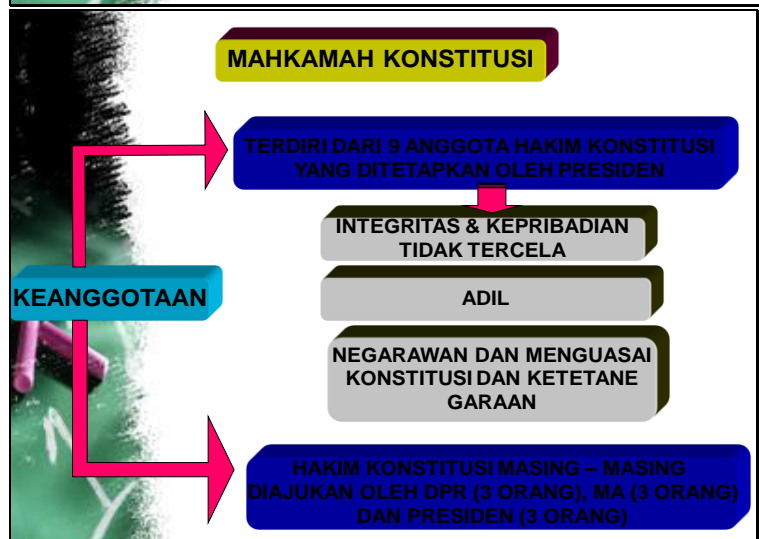 MAHKAMAH KONSTITUSI
TERDIRI DARI 9 ANGGOTA HAKIM KONSTITUSI
YANG DITETAPKAN OLEH PRESIDEN
INTEGRITAS & KEPRIBADIAN
TIDAK TERCELA
KEANGGOTAAN
ADIL
NEGARAWAN DAN MENGUASAI
KONSTITUSI DAN KETETANE
GARAAN
HAKIM KONSTITUSI MASING – MASING
DIAJUKAN OLEH DPR (3 ORANG), MA (3 ORANG)
DAN PRESIDEN (3 ORANG)